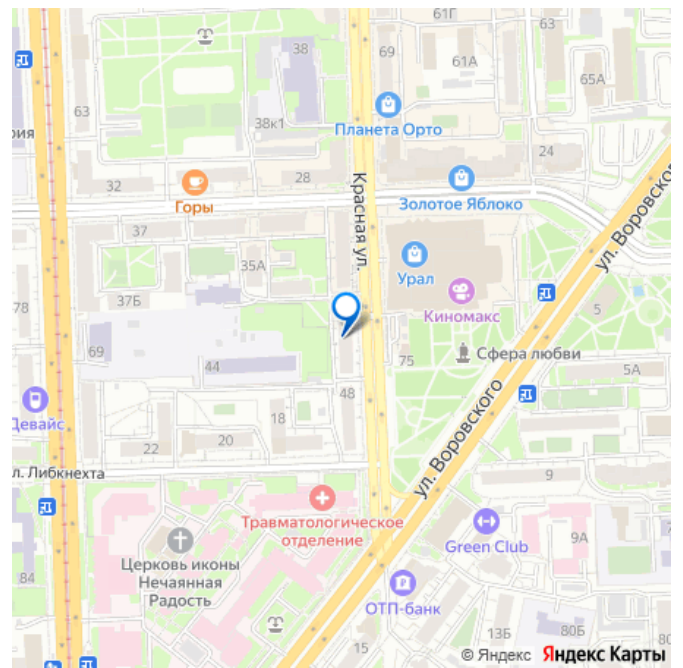 61Г
38
69
61А
65А
63
Планета Орто
38к1
рия
24
32
28
Горы
Золотое Яблоко
Красная ул.
ул. Воровского
37
35А
Урал
37Б
Киномакс
5
78
69
44
75
Сфера любви
5А
48
Девайс
18
22
20
ул. Воровского
л. Либкнехта
9
Травматологическое
отделение
Green Club
9А
Церковь иконы
Нечаянная
Радость
84
ОТП-банк
13Б
80Б
15
© Яндекс Яндекс Карты